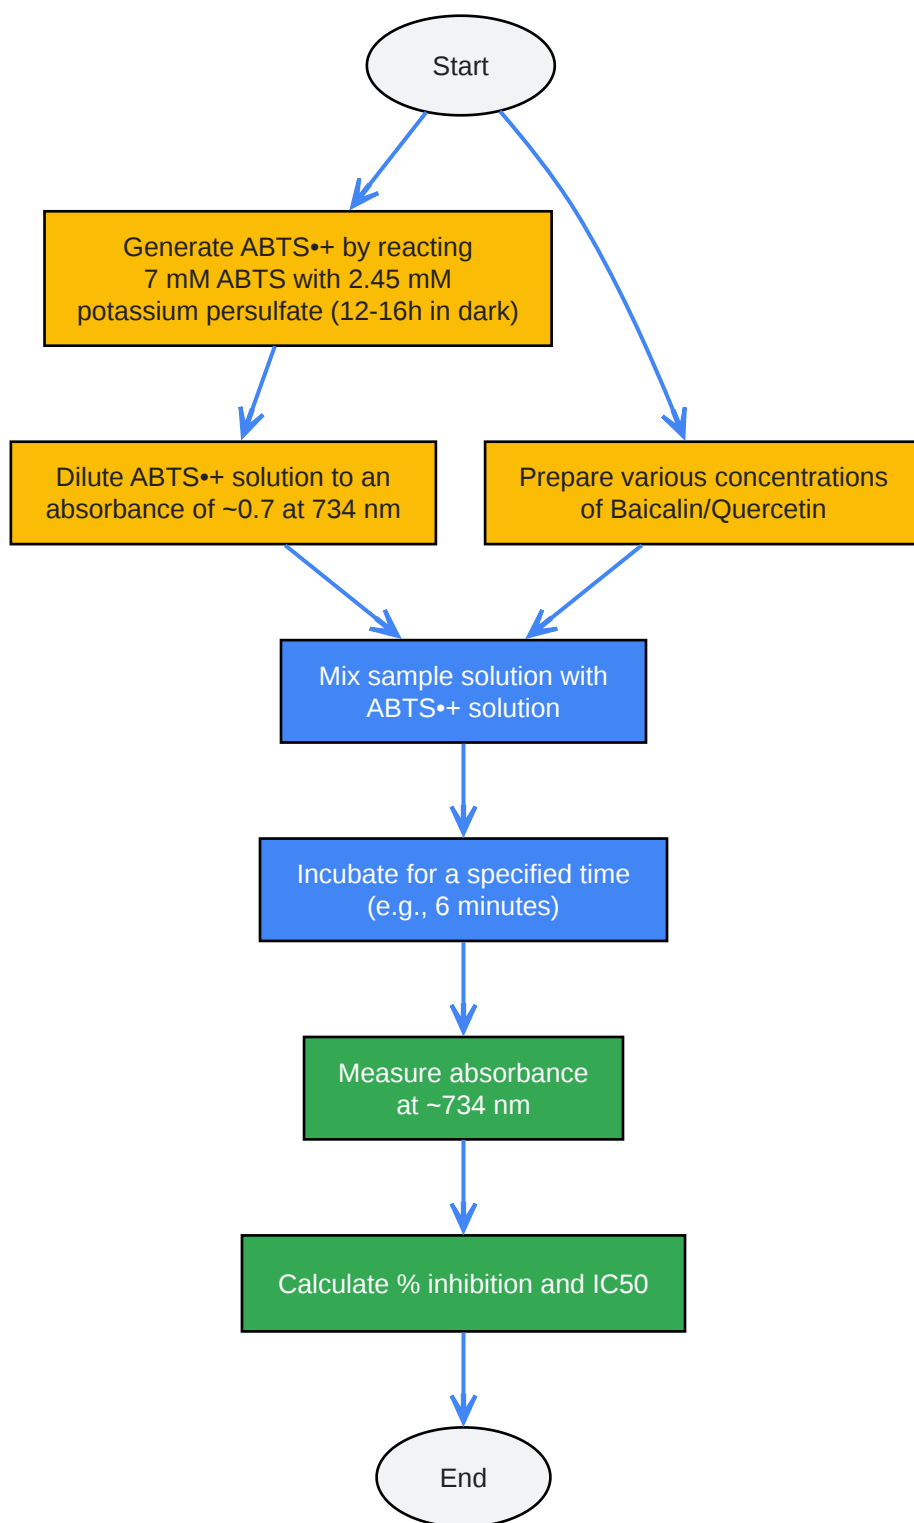 Start
Generate ABTS•+ by reacting
7 mM ABTS with 2.45 mM
potassium persulfate (12-16h in dark)
Dilute ABTS•+ solution to an
absorbance of ~0.7 at 734 nm
Prepare various concentrations
of Baicalin/Quercetin
Mix sample solution with
ABTS•+ solution
Incubate for a specified time
(e.g., 6 minutes)
Measure absorbance
at ~734 nm
Calculate % inhibition and IC50
End